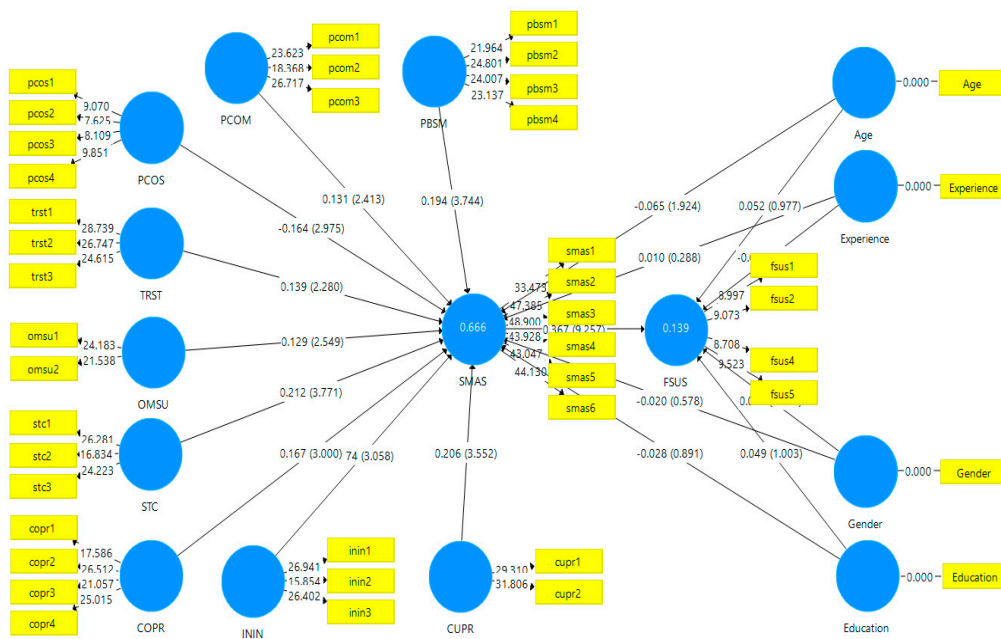 pcom1
pcom2
pcom3
23.623
18.368
26.717
PCOM
pbsm1
pbsm2
pbsm3
pbsm4
21.964
24.801
24.007
23.137
PBSM
pcos1
pcos2
pcos3
pcos4
9.070
7.625
8.109
9.851
PCOS
0.000
Age
Age
0.000
Experience
Experience
0.131 (2.413)
0.194 (3.744)
-0.164 (2.975)
-0.065 (1.924)
0.052 (0.977)
0.010 (0.288)
trst1
trst2
trst3
28.739
26.747
24.615
TRST
0.139 (2.280)
smas1
smas2
smas3
smas4
smas5
smas6
33.473
47.385
48.900
43.928
43.047
44.130
0.666
SMAS
0.367 (9.257)
fsus1
fsus2
fsus4
fsus5
8.997
9.073
8.708
9.523
0.139
FSUS
omsu1
omsu2
24.183
21.538
OMSU
0.129 (2.549)
stc1
stc2
stc3
26.281
16.834
24.223
STC
0.212 (3.771)
-0.020 (0.578)
0.167 (3.000)
74 (3.058)
0.206 (3.552)
-0.028 (0.891)
0.049 (1.003)
0.000
Gender
Gender
copr1
copr2
copr3
copr4
17.586
26.512
21.057
25.015
COPR
inin1
inin2
inin3
26.941
15.854
26.402
ININ
cupr1
cupr2
29.310
31.806
CUPR
0.000
Education
Education